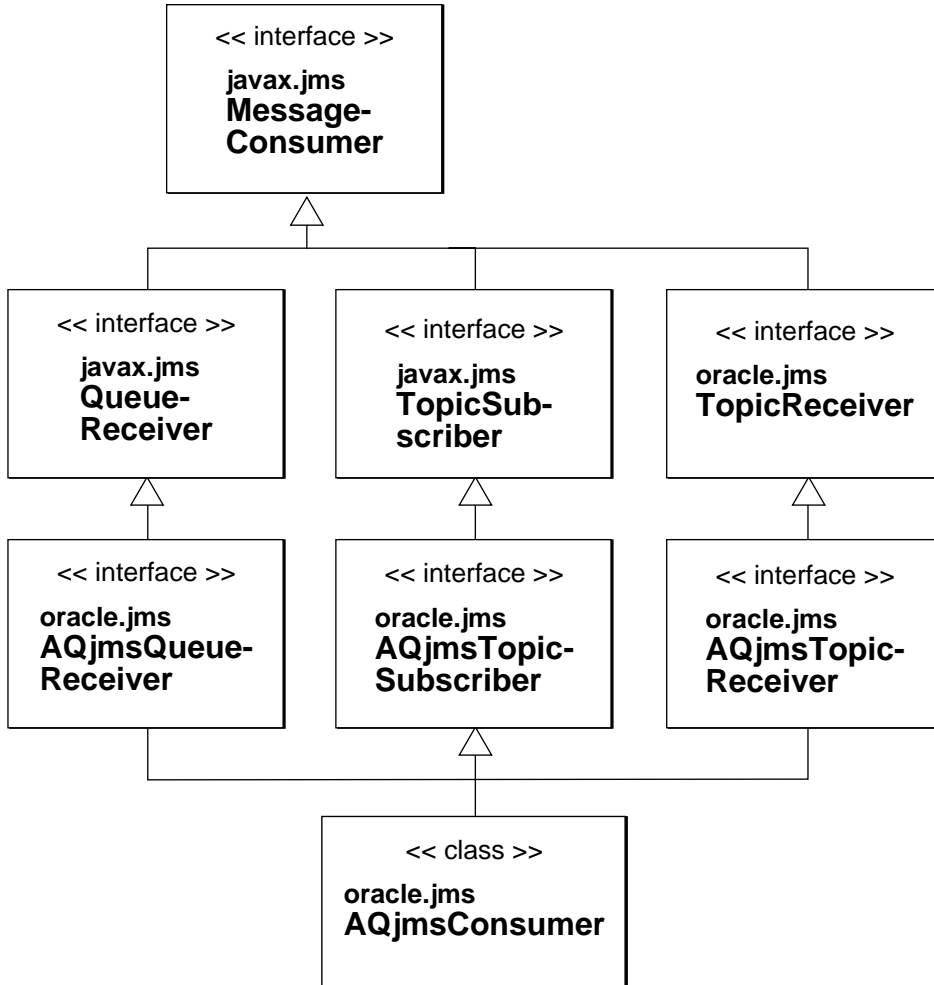 << interface >>
javax.jms
Message-
Consumer
<< interface >>
javax.jms
Queue-
Receiver
<< interface >>
javax.jms
TopicSub-
scriber
<< interface >>
oracle.jms
TopicReceiver
<< interface >>
oracle.jms
AQjmsQueue-
Receiver
<< interface >>
oracle.jms
AQjmsTopic-
Subscriber
<< interface >>
oracle.jms
AQjmsTopic-
Receiver
<< class >>
oracle.jms
AQjmsConsumer